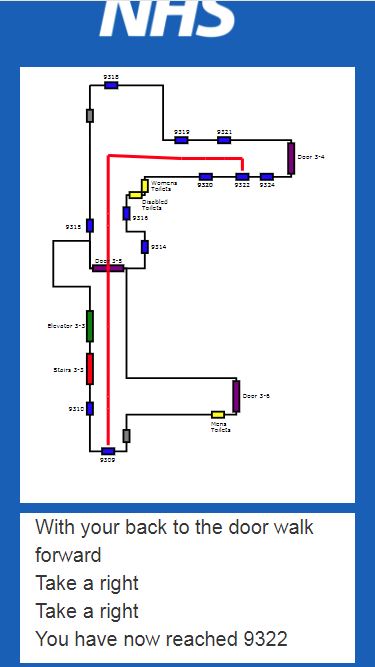 NHS
9318
9319
9321
Door 3-4
Womens
Toilets
9320
9322
9324
Disabled
Toilets
9316
9315
9314
Door 3-5
Elevator 3-3
Stairs 3-3
Door 3-6
9310
Mens
Toilets
9309
With your back to the door walk
forward
Take a right
Take a right
You have now reached 9322